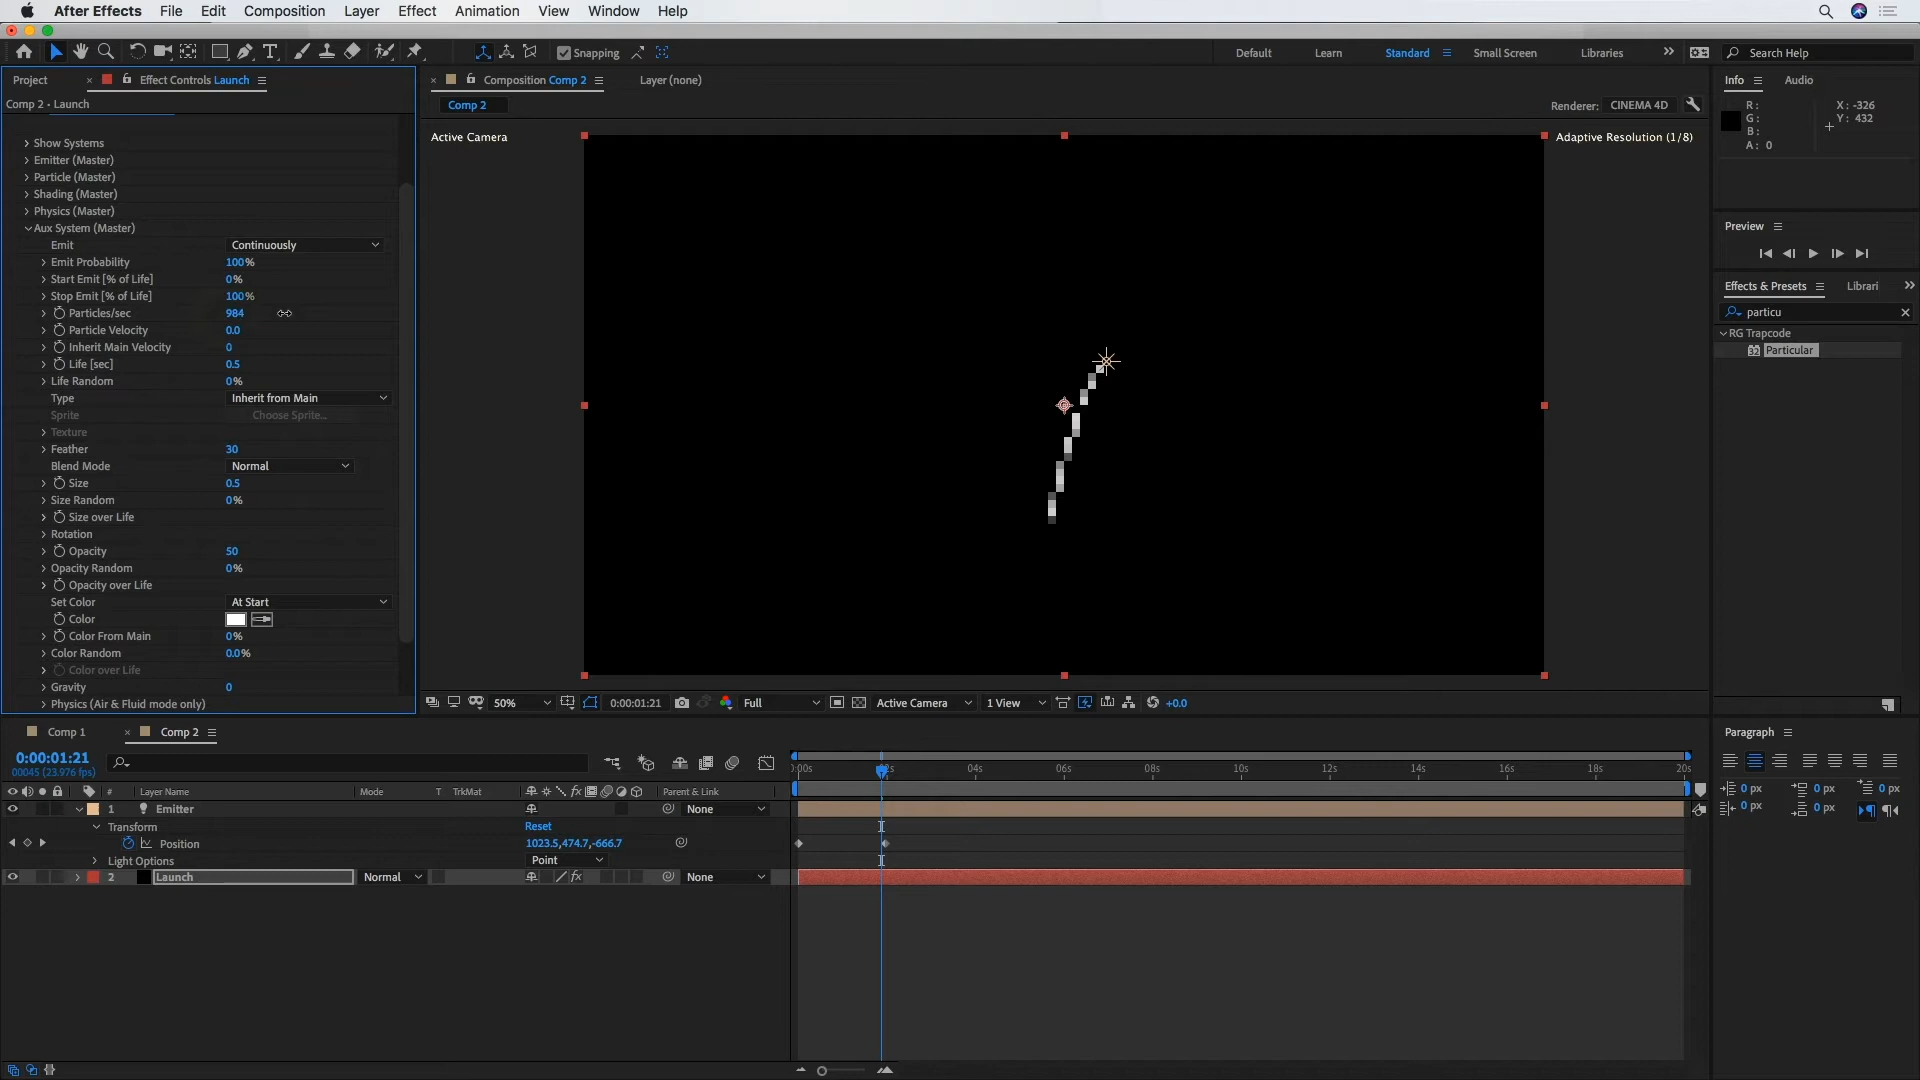 After Effects File Edit Composition Layer Effect Animation View Window Help
Snapping Default Learn Standard Small Screen Libraries Search Help
Project Effect Controls Launch Composition Comp 2 Layer (none) Info Audio
Comp 2 • Launch Comp 2 Renderer: CINEMA 4D R: X: -326
G: Y: 432
B:
A: 0
Active Camera Adaptive Resolution (1/8)
Show Systems
Emitter (Master)
Particle (Master)
Shading (Master)
Physics (Master)
Aux System (Master)
Emit Continuously
Emit Probability 100%
Start Emit [% of Life] 0%
Stop Emit [% of Life] 100%
Particles/sec 984
Particle Velocity 0.0
Inherit Main Velocity 0
Life [sec] 0.5
Life Random 0%
Type Inherit from Main
Sprite Choose Sprite...
Texture
Feather 30
Blend Mode Normal
Size 0.5
Size Random 0%
Size over Life
Rotation
Opacity 50
Opacity Random 0%
Opacity over Life
Set Color At Start
Color
Color From Main 0%
Color Random 0.0%
Color over Life
Gravity 0
Physics (Air & Fluid mode only)
Preview
Effects & Presets Librari
particu
RG Trapcode
32 Particular
50% 0:00:01:21 Full Active Camera 1 View +0.0
Comp 1 Comp 2
0:00:01:21
00045 (23.976 fps)
:00s 2s 04s 06s 08s 10s 12s 14s 16s 18s 20s
# Layer Name Mode T TrkMat fx Parent & Link
1 Emitter None
Transform Reset
Position 1023.5,474.7,-666.7
Light Options Point
2 Launch Normal fx None
Paragraph
0 px 0 px 0 px
0 px 0 px